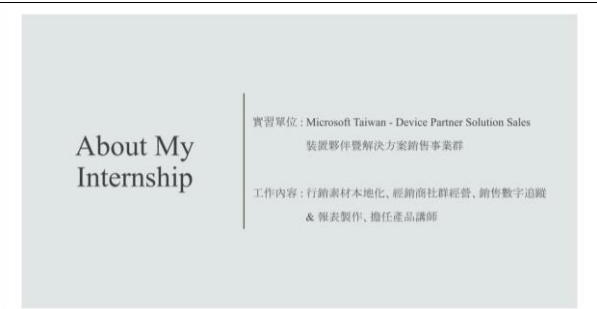 About My
Internship
實習單位 : Microsoft Taiwan - Device Partner Solution Sales
裝置夥伴暨解決方案銷售事業群
工作內容 : 行銷素材本地化、經銷商社群經營、銷售數字追蹤
& 報表製作、擔任產品講師